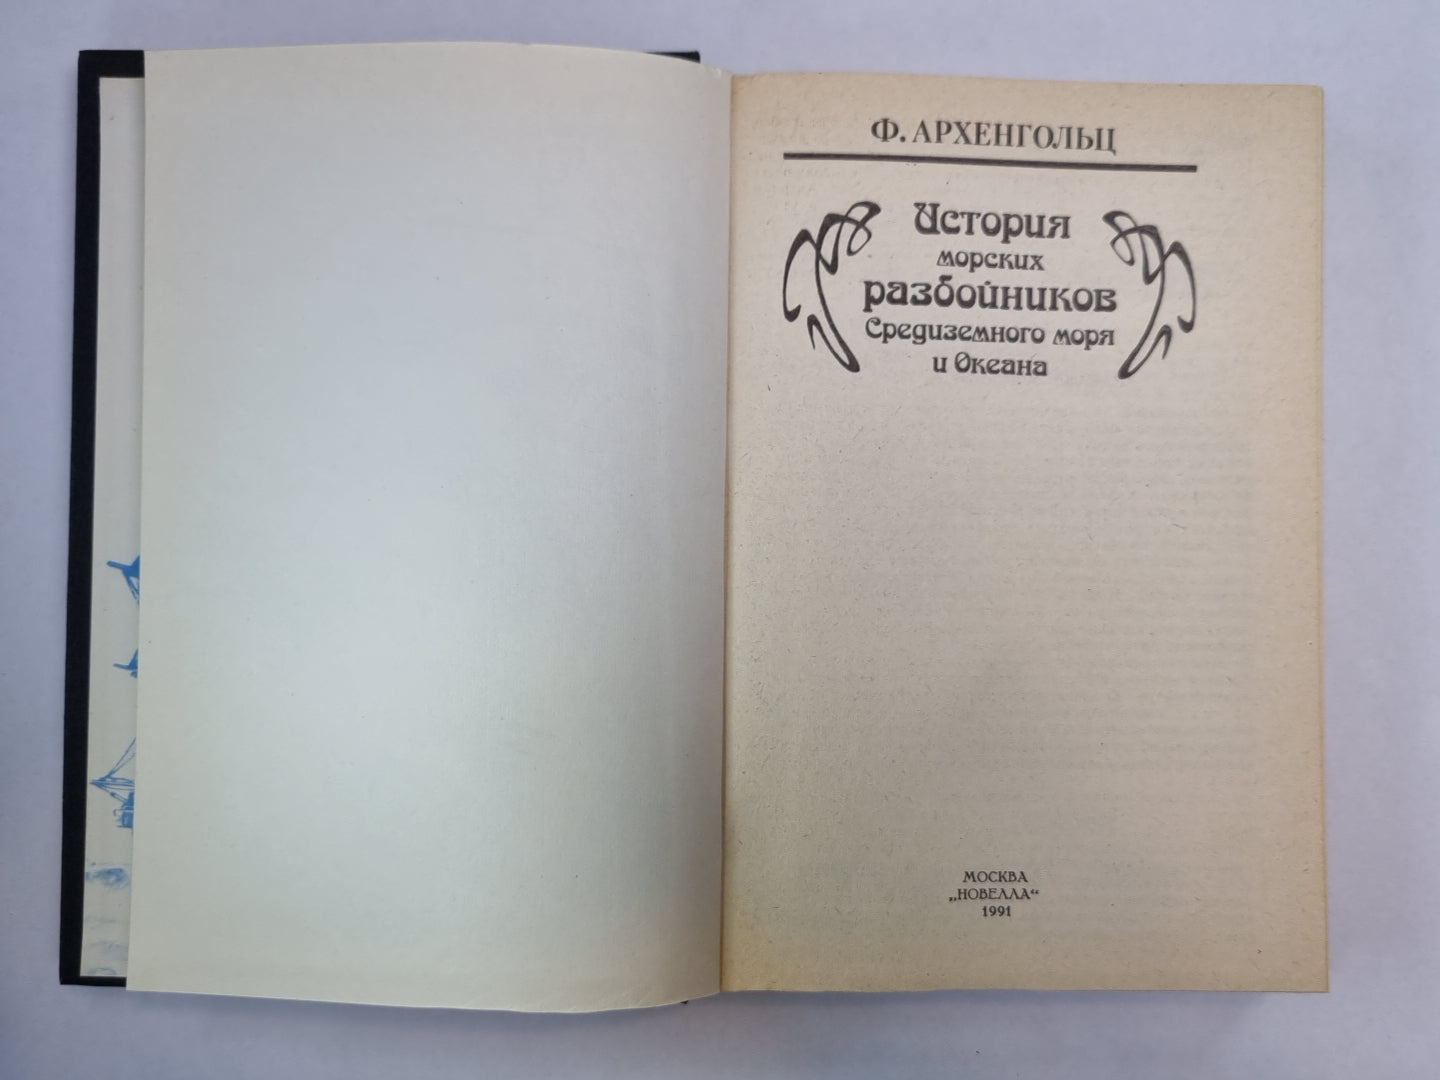 Ф. АРХЕНГОЛЬЦ
История
морских
разбойников
Средиземного моря
и Океана
МОСКВА
„НОВЕЛЛА“
1991